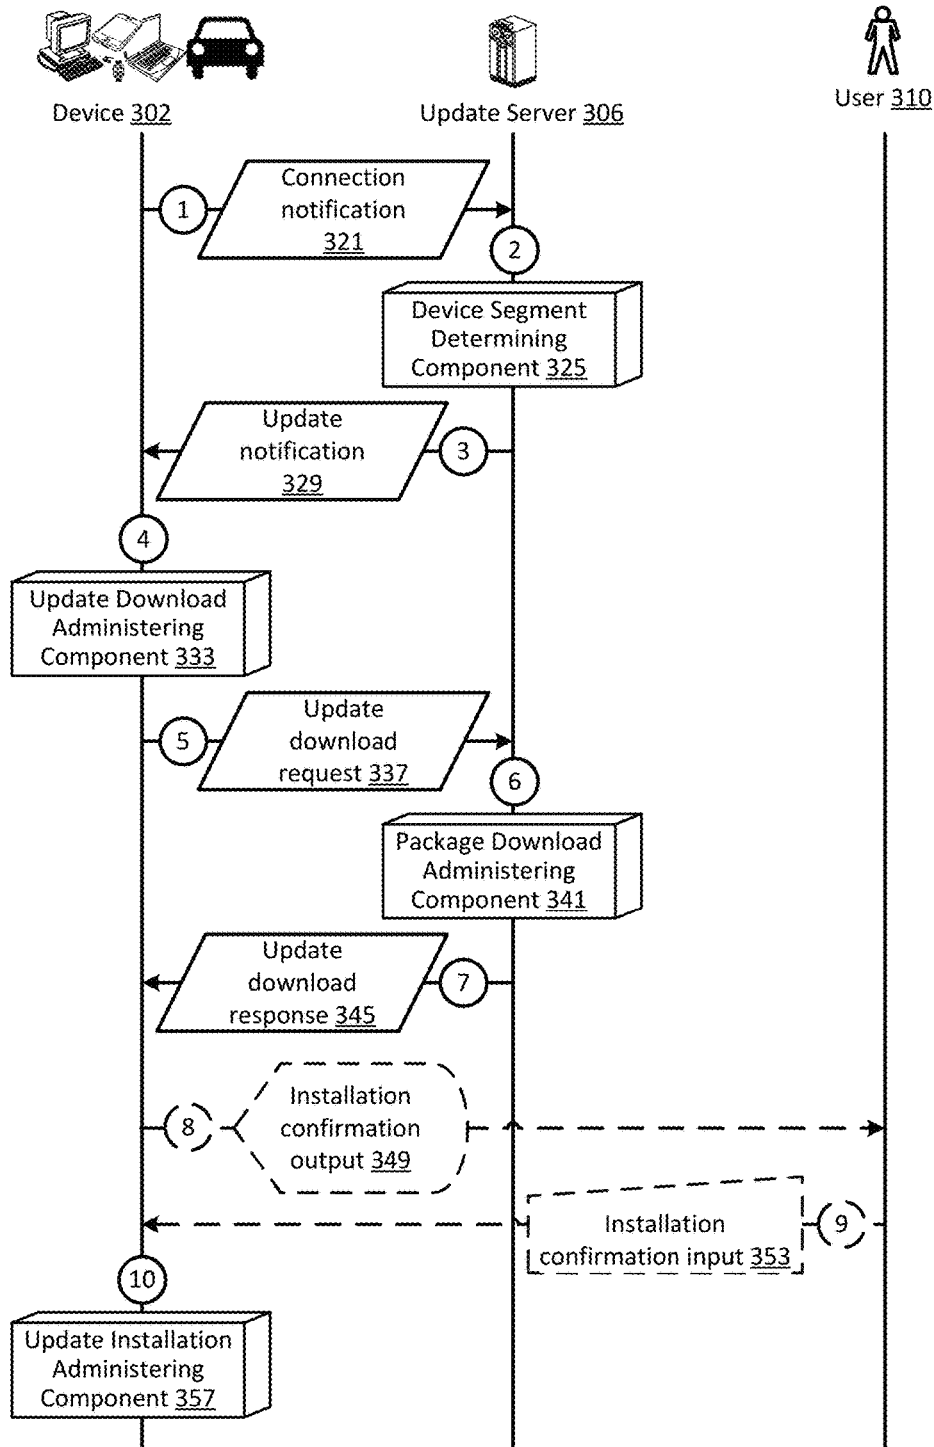 Device 302
Update Server 306
User 310
1
Connection
notification
321
2
Device Segment
Determining
Component 325
Update
notification
329
3
4
Update Download
Administering
Component 333
5
Update
download
request 337
6
Package Download
Administering
Component 341
Update
download
response 345
7
8
Installation
confirmation
output 349
Installation
confirmation input 353
9
10
Update Installation
Administering
Component 357